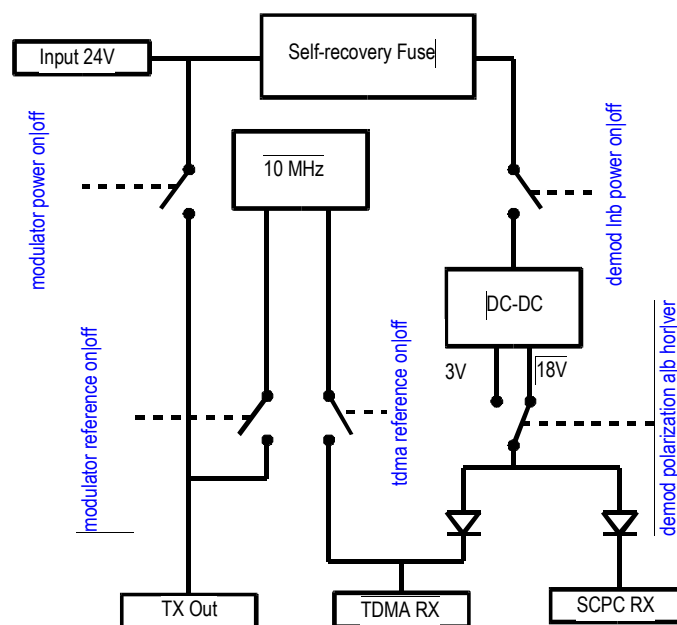 Input 24V
Self-recovery Fuse
modulator power on|off
10 MHz
demod lnb power on|off
DC-DC
3V
18V
modulator reference on|off
tdma reference on|off
demod polarization a|b hor|ver
TX Out
TDMA RX
SCPC RX